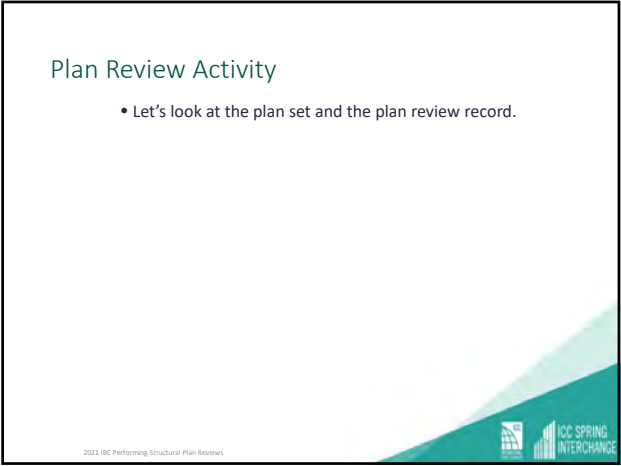 Plan Review Activity
• Let’s look at the plan set and the plan review record.
2021 IBC Performing Structural Plan Reviews
ICC SPRING
INTERCHANGE